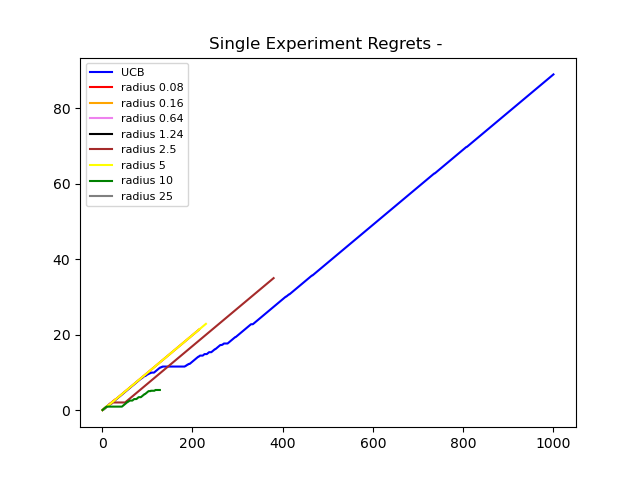 Single Experiment Regrets -
UCB
radius 0.08
radius 0.16
radius 0.64
radius 1.24
radius 2.5
radius 5
radius 10
radius 25
80
60
40
20
0
0 200 400 600 800 1000